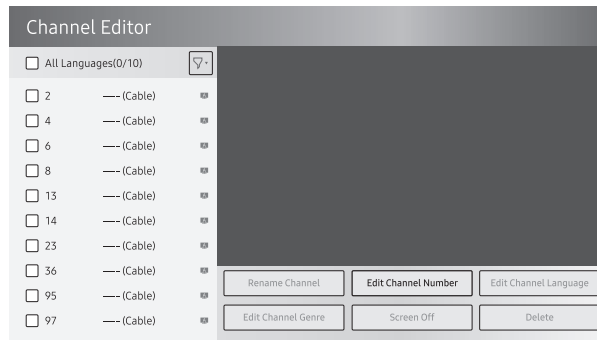 Channel Editor
All Languages(0/10)
2 –-- (Cable)
4 –-- (Cable)
6 –-- (Cable)
8 –-- (Cable)
13 –-- (Cable)
14 –-- (Cable)
23 –-- (Cable)
36 –-- (Cable)
95 –-- (Cable)
97 –-- (Cable)
Rename Channel Edit Channel Number Edit Channel Language
Edit Channel Genre Screen Off Delete